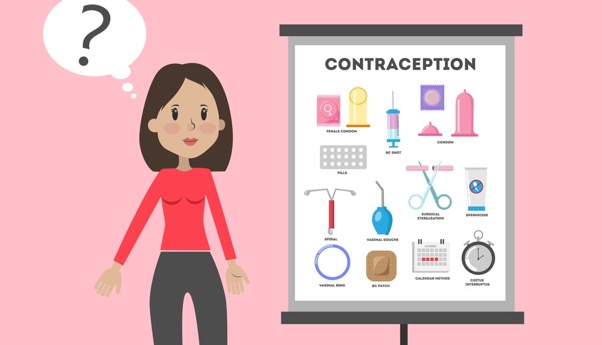 ?
CONTRACEPTION
FEMALE CONDOM
BC SHOT
CONDOM
PILLS
SURGICIAL
STERILIZATION
SPERMICIDE
SPIRAL
VAGINAL DOUCHE
VAGINAL RING
BC PATCH
CALENDAR METHOD
COITUS
INTERRUPTUS